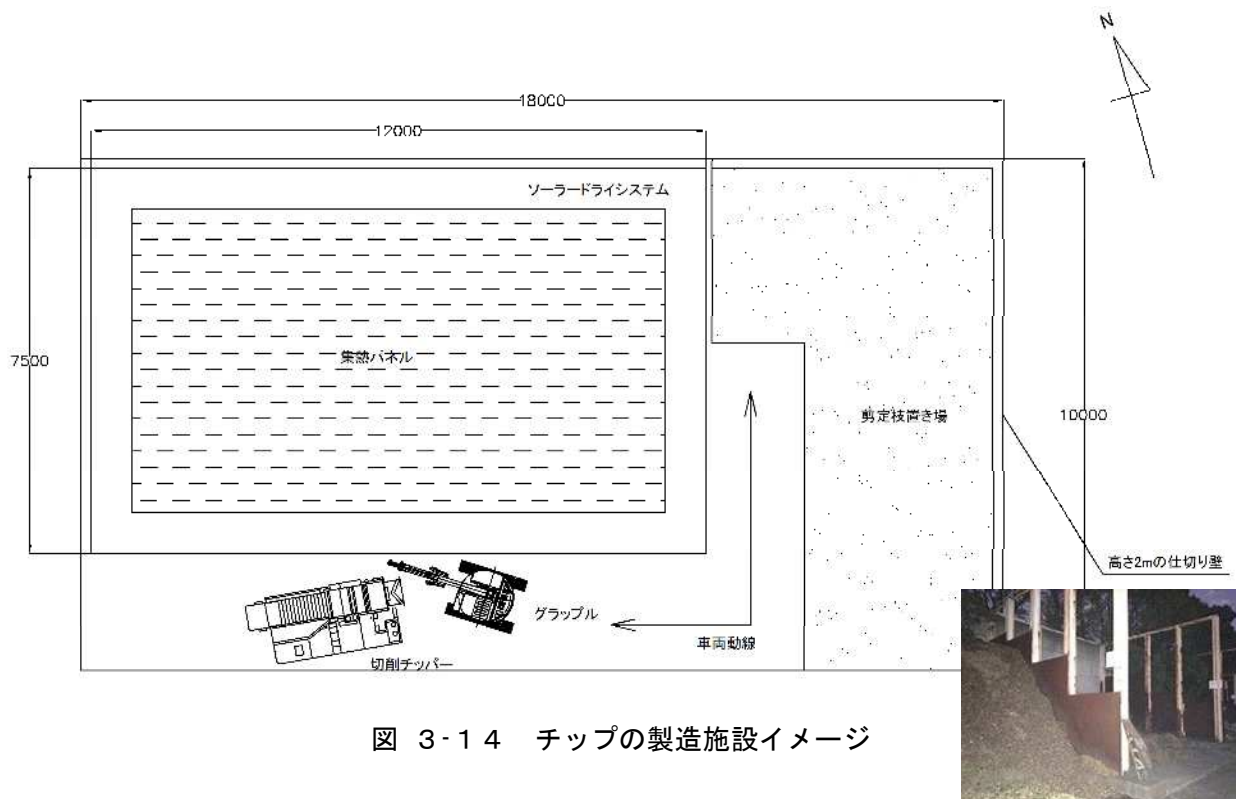 N
18000
12000
ソーラードライシステム
7500
集熱パネル
剪定枝置き場
10000
高さ2mの仕切り壁
グラップル
車両動線
切削チッパー
図 3-14 チップの製造施設イメージ